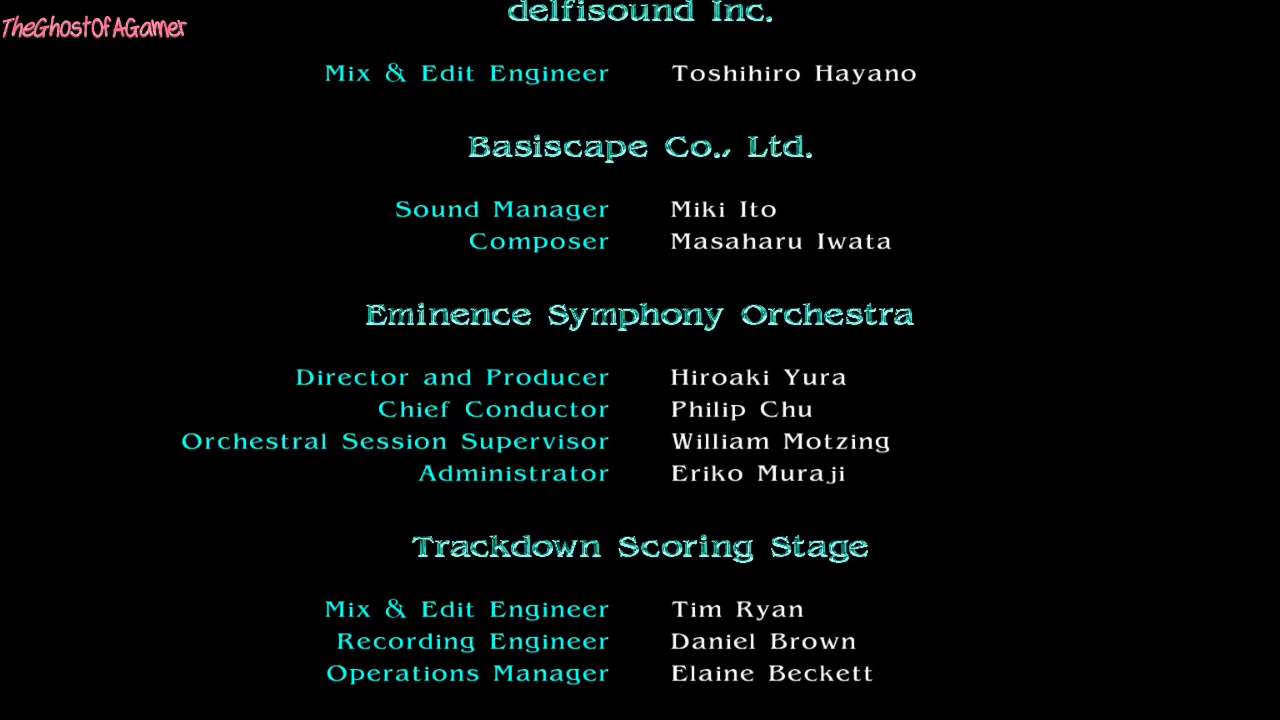 delfisound Inc.
TheGhostOfAGamer
Mix & Edit Engineer Toshihiro Hayano
Basiscape Co., Ltd.
Sound Manager Miki Ito
Composer Masaharu Iwata
Eminence Symphony Orchestra
Director and Producer Hiroaki Yura
Chief Conductor Philip Chu
Orchestral Session Supervisor William Motzing
Administrator Eriko Muraji
Trackdown Scoring Stage
Mix & Edit Engineer Tim Ryan
Recording Engineer Daniel Brown
Operations Manager Elaine Beckett